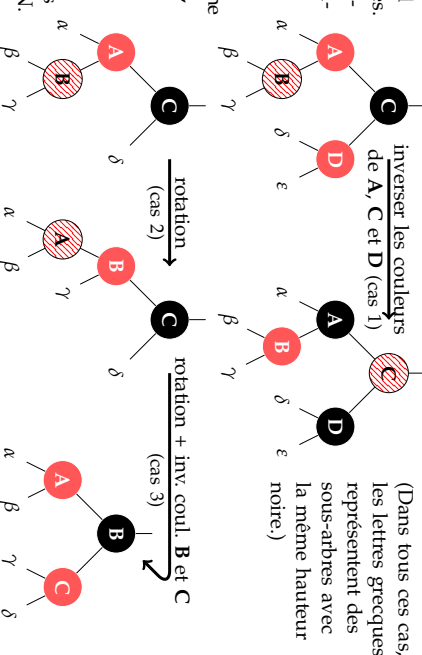 C
A D
α B δ ε
β γ
inverser les couleurs
de A, C et D (cas 1)
C
A D
α B δ ε
β γ
(Dans tous ces cas,
les lettres grecques
représentent des
sous-arbres avec
la même hauteur
noire.)
C
A δ
α B
β γ
rotation
(cas 2)
C
B δ
A γ
α β
rotation + inv. coul. B et C
(cas 3)
B
A C
α β γ δ